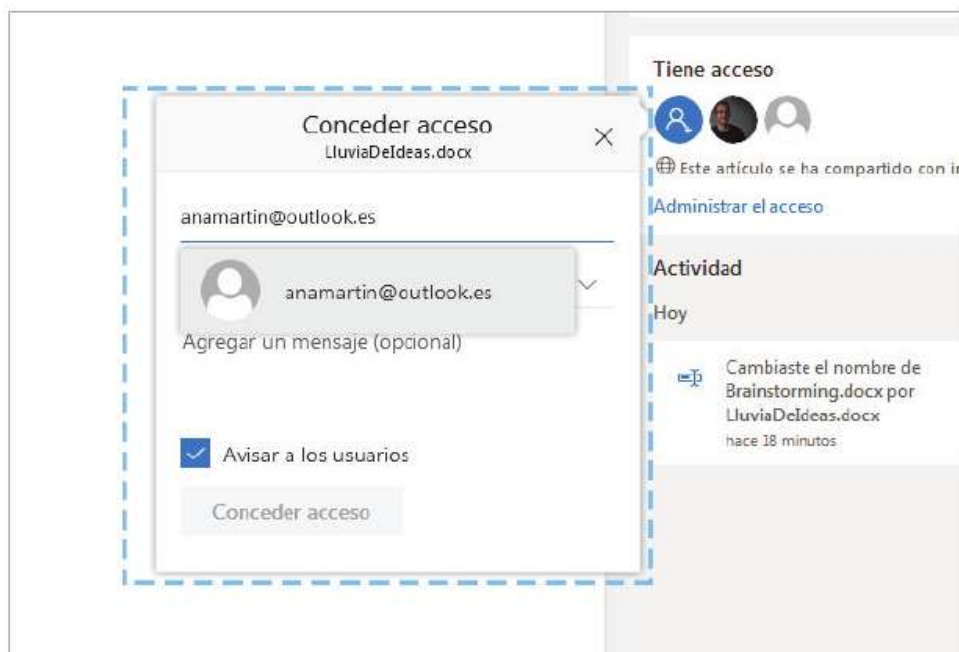 Conceder acceso
LluviaDeIdeas.docx
anamartin@outlook.es
anamartin@outlook.es
Agregar un mensaje (opcional)
Avisar a los usuarios
Conceder acceso
Tiene acceso
Este artículo se ha compartido con
Administrar el acceso
Actividad
Hoy
Cambiaste el nombre de
Brainstorming.docx por
LluviaDeIdeas.docx
hace 18 minutos